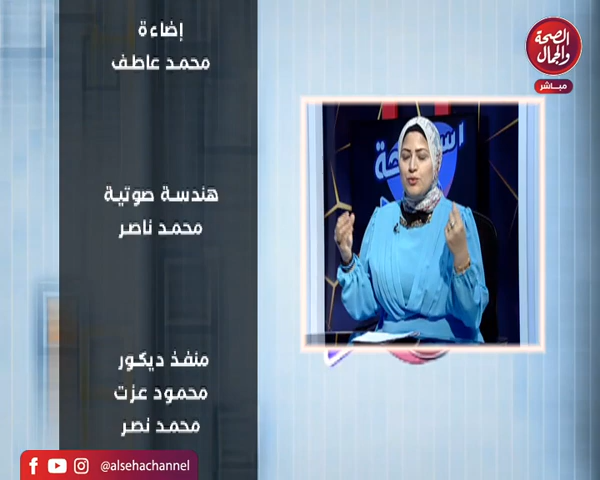 إضاءة
محمد عاطف
هندسة صوتية
محمد ناصر
منفذ ديكور
محمود عزت
محمد نصر
الصحة
والجمال
مباشر
@alsehachannel